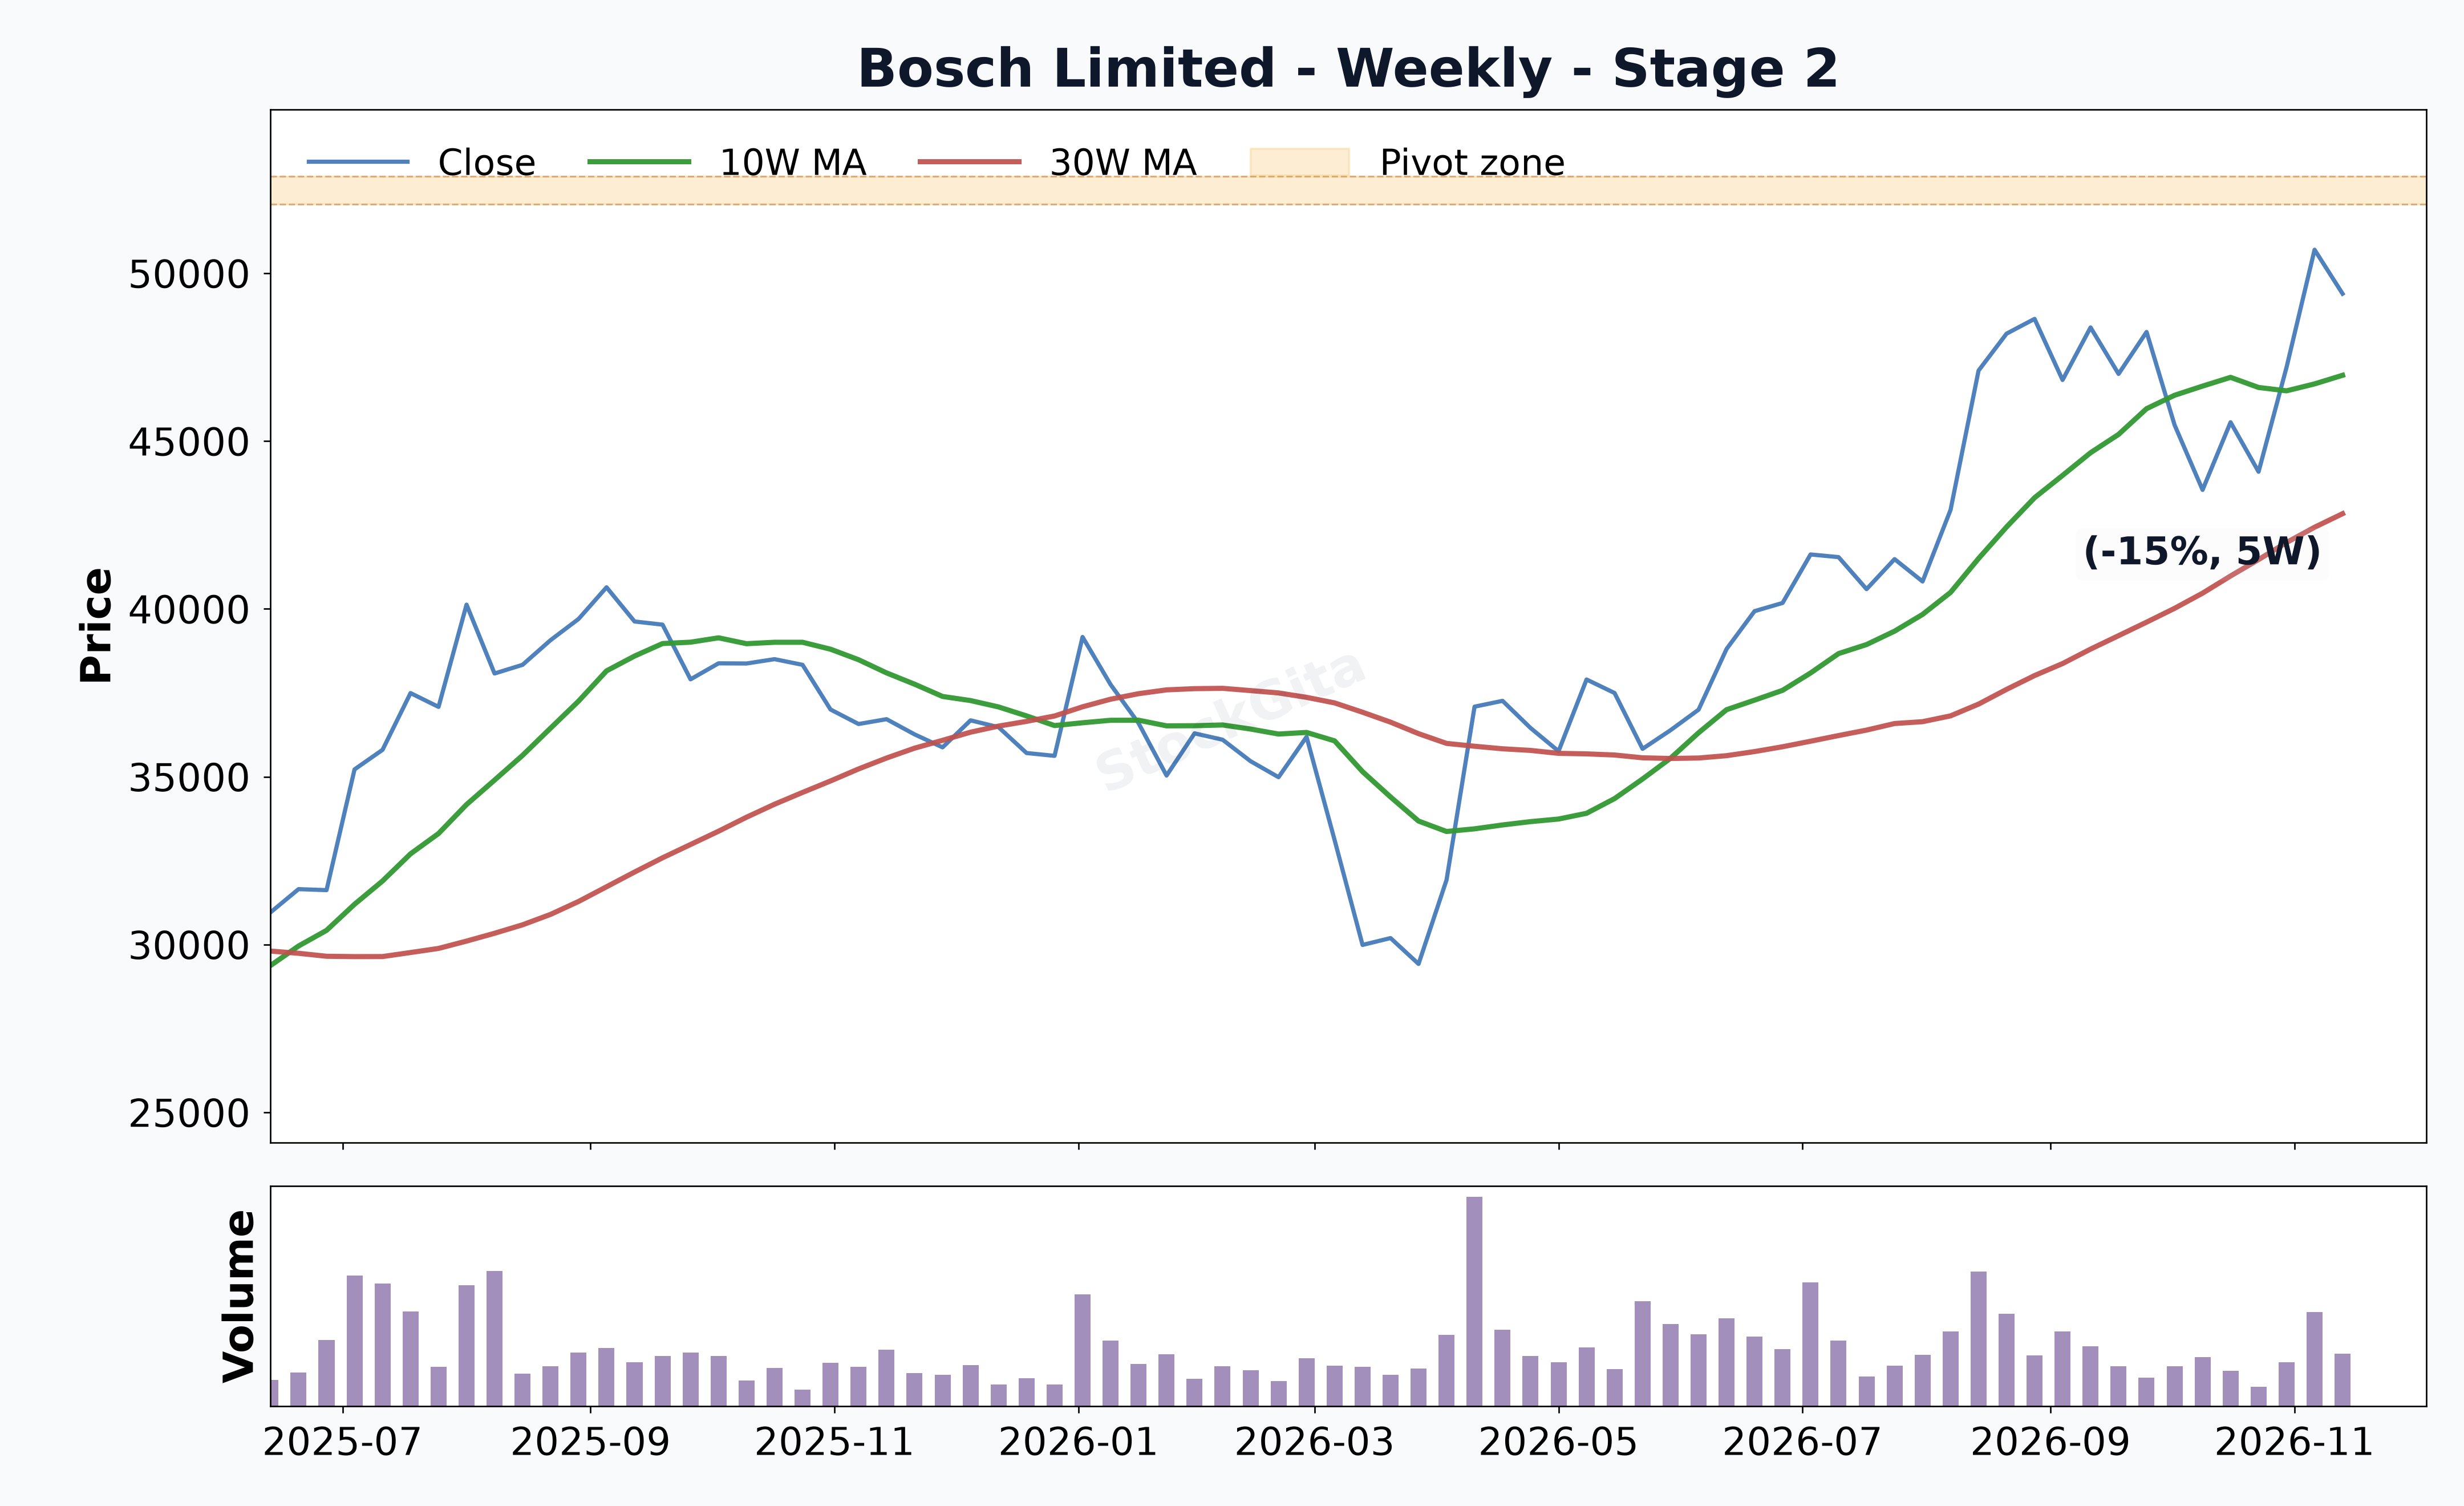 Bosch Limited - Weekly - Stage 2
Close 10W MA 30W MA Pivot zone
50000
45000
40000
35000
30000
25000
Price
(-15%, 5W)
StockGita
Volume
2025-07 2025-09 2025-11 2026-01 2026-03 2026-05 2026-07 2026-09 2026-11